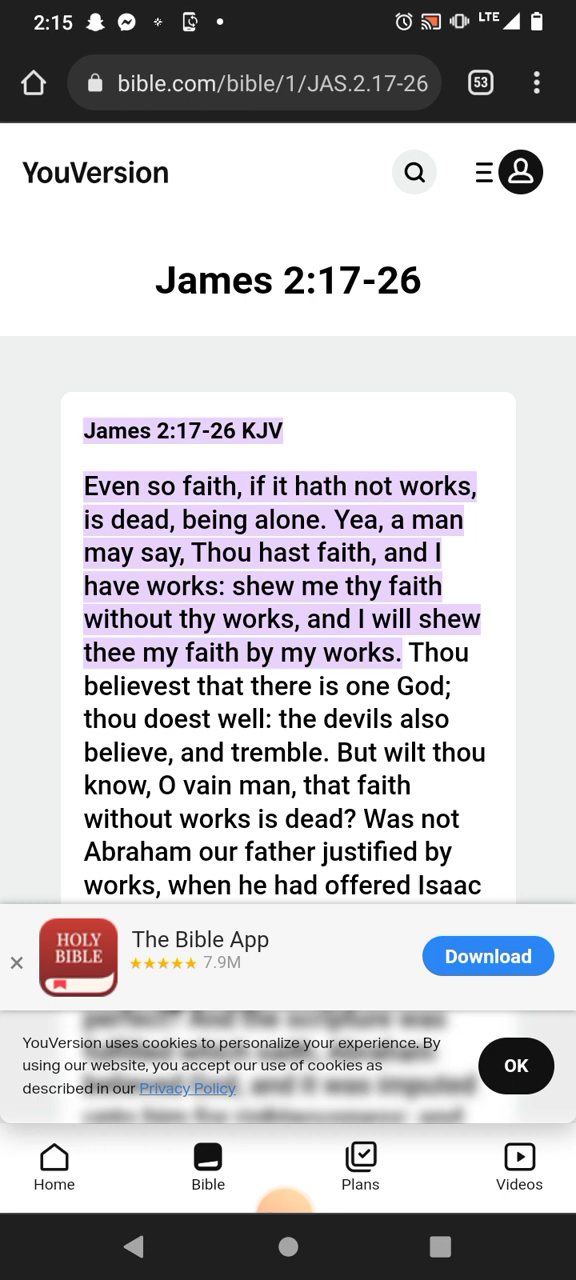 2:15
LTE
bible.com/bible/1/JAS.2.17-26
53
YouVersion
James 2:17-26
James 2:17-26 KJV
Even so faith, if it hath not works,
is dead, being alone. Yea, a man
may say, Thou hast faith, and I
have works: shew me thy faith
without thy works, and I will shew
thee my faith by my works. Thou
believest that there is one God;
thou doest well: the devils also
believe, and tremble. But wilt thou
know, O vain man, that faith
without works is dead? Was not
Abraham our father justified by
works, when he had offered Isaac
HOLY
BIBLE
The Bible App
7.9M
Download
YouVersion uses cookies to personalize your experience. By
using our website, you accept our use of cookies as
described in our Privacy Policy.
OK
Home
Bible
Plans
Videos